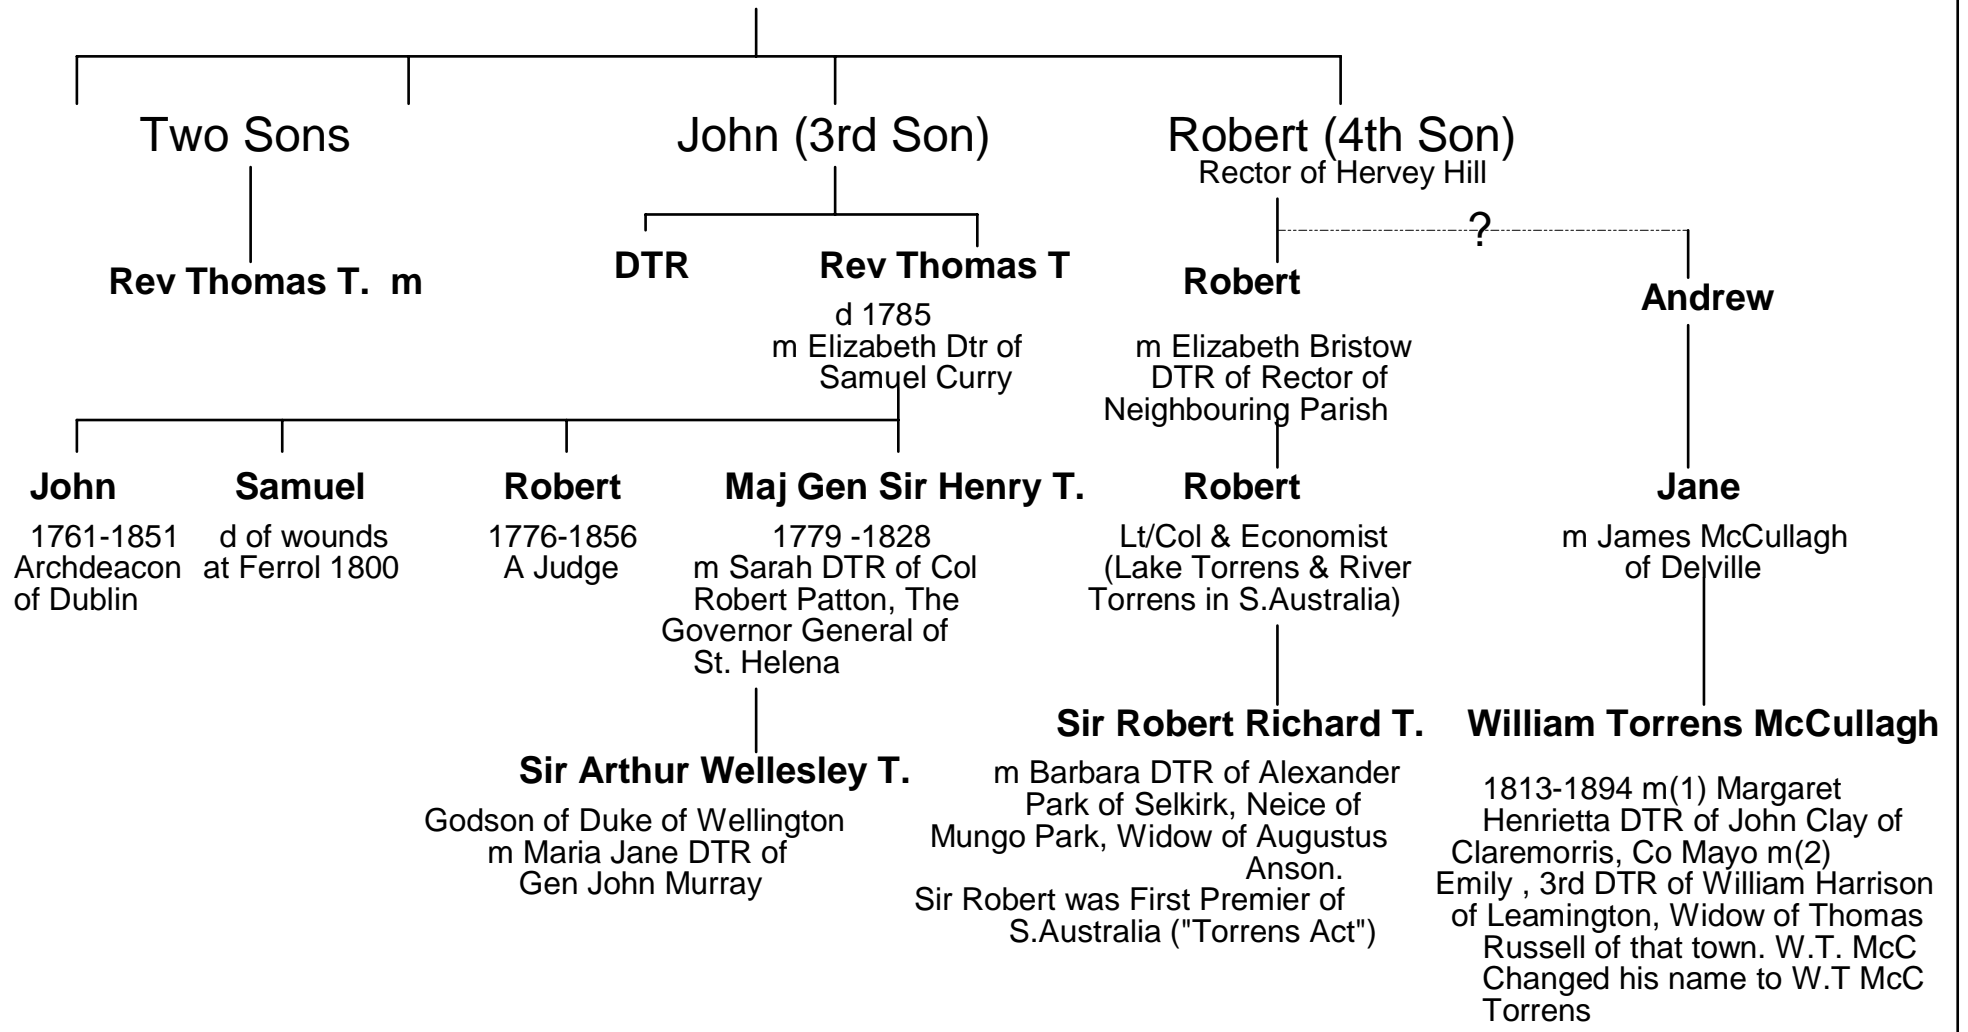 Two Sons
John (3rd Son)
Robert (4th Son)
Rector of Hervey Hill
?
Rev Thomas T.  m
DTR
Rev Thomas T
d 1785
m Elizabeth Dtr of
Samuel Curry
Robert
m Elizabeth Bristow
DTR of Rector of
Neighbouring Parish
Andrew
John
1761-1851
Archdeacon
of Dublin
Samuel
d of wounds
at Ferrol 1800
Robert
1776-1856
A Judge
Maj Gen Sir Henry T.
1779 -1828
m Sarah DTR of Col
Robert Patton, The
Governor General of
St. Helena
Robert
Lt/Col & Economist
(Lake Torrens & River
Torrens in S.Australia)
Jane
m James McCullagh
of Delville
Sir Arthur Wellesley T.
Godson of Duke of Wellington
m Maria Jane DTR of
Gen John Murray
Sir Robert Richard T.
m Barbara DTR of Alexander
Park of Selkirk, Neice of
Mungo Park, Widow of Augustus
Anson.
Sir Robert was First Premier of
S.Australia ("Torrens Act")
William Torrens McCullagh
1813-1894 m(1) Margaret
Henrietta DTR of John Clay of
Claremorris, Co Mayo m(2)
Emily , 3rd DTR of William Harrison
of Leamington, Widow of Thomas
Russell of that town. W.T. McC
Changed his name to W.T McC
Torrens